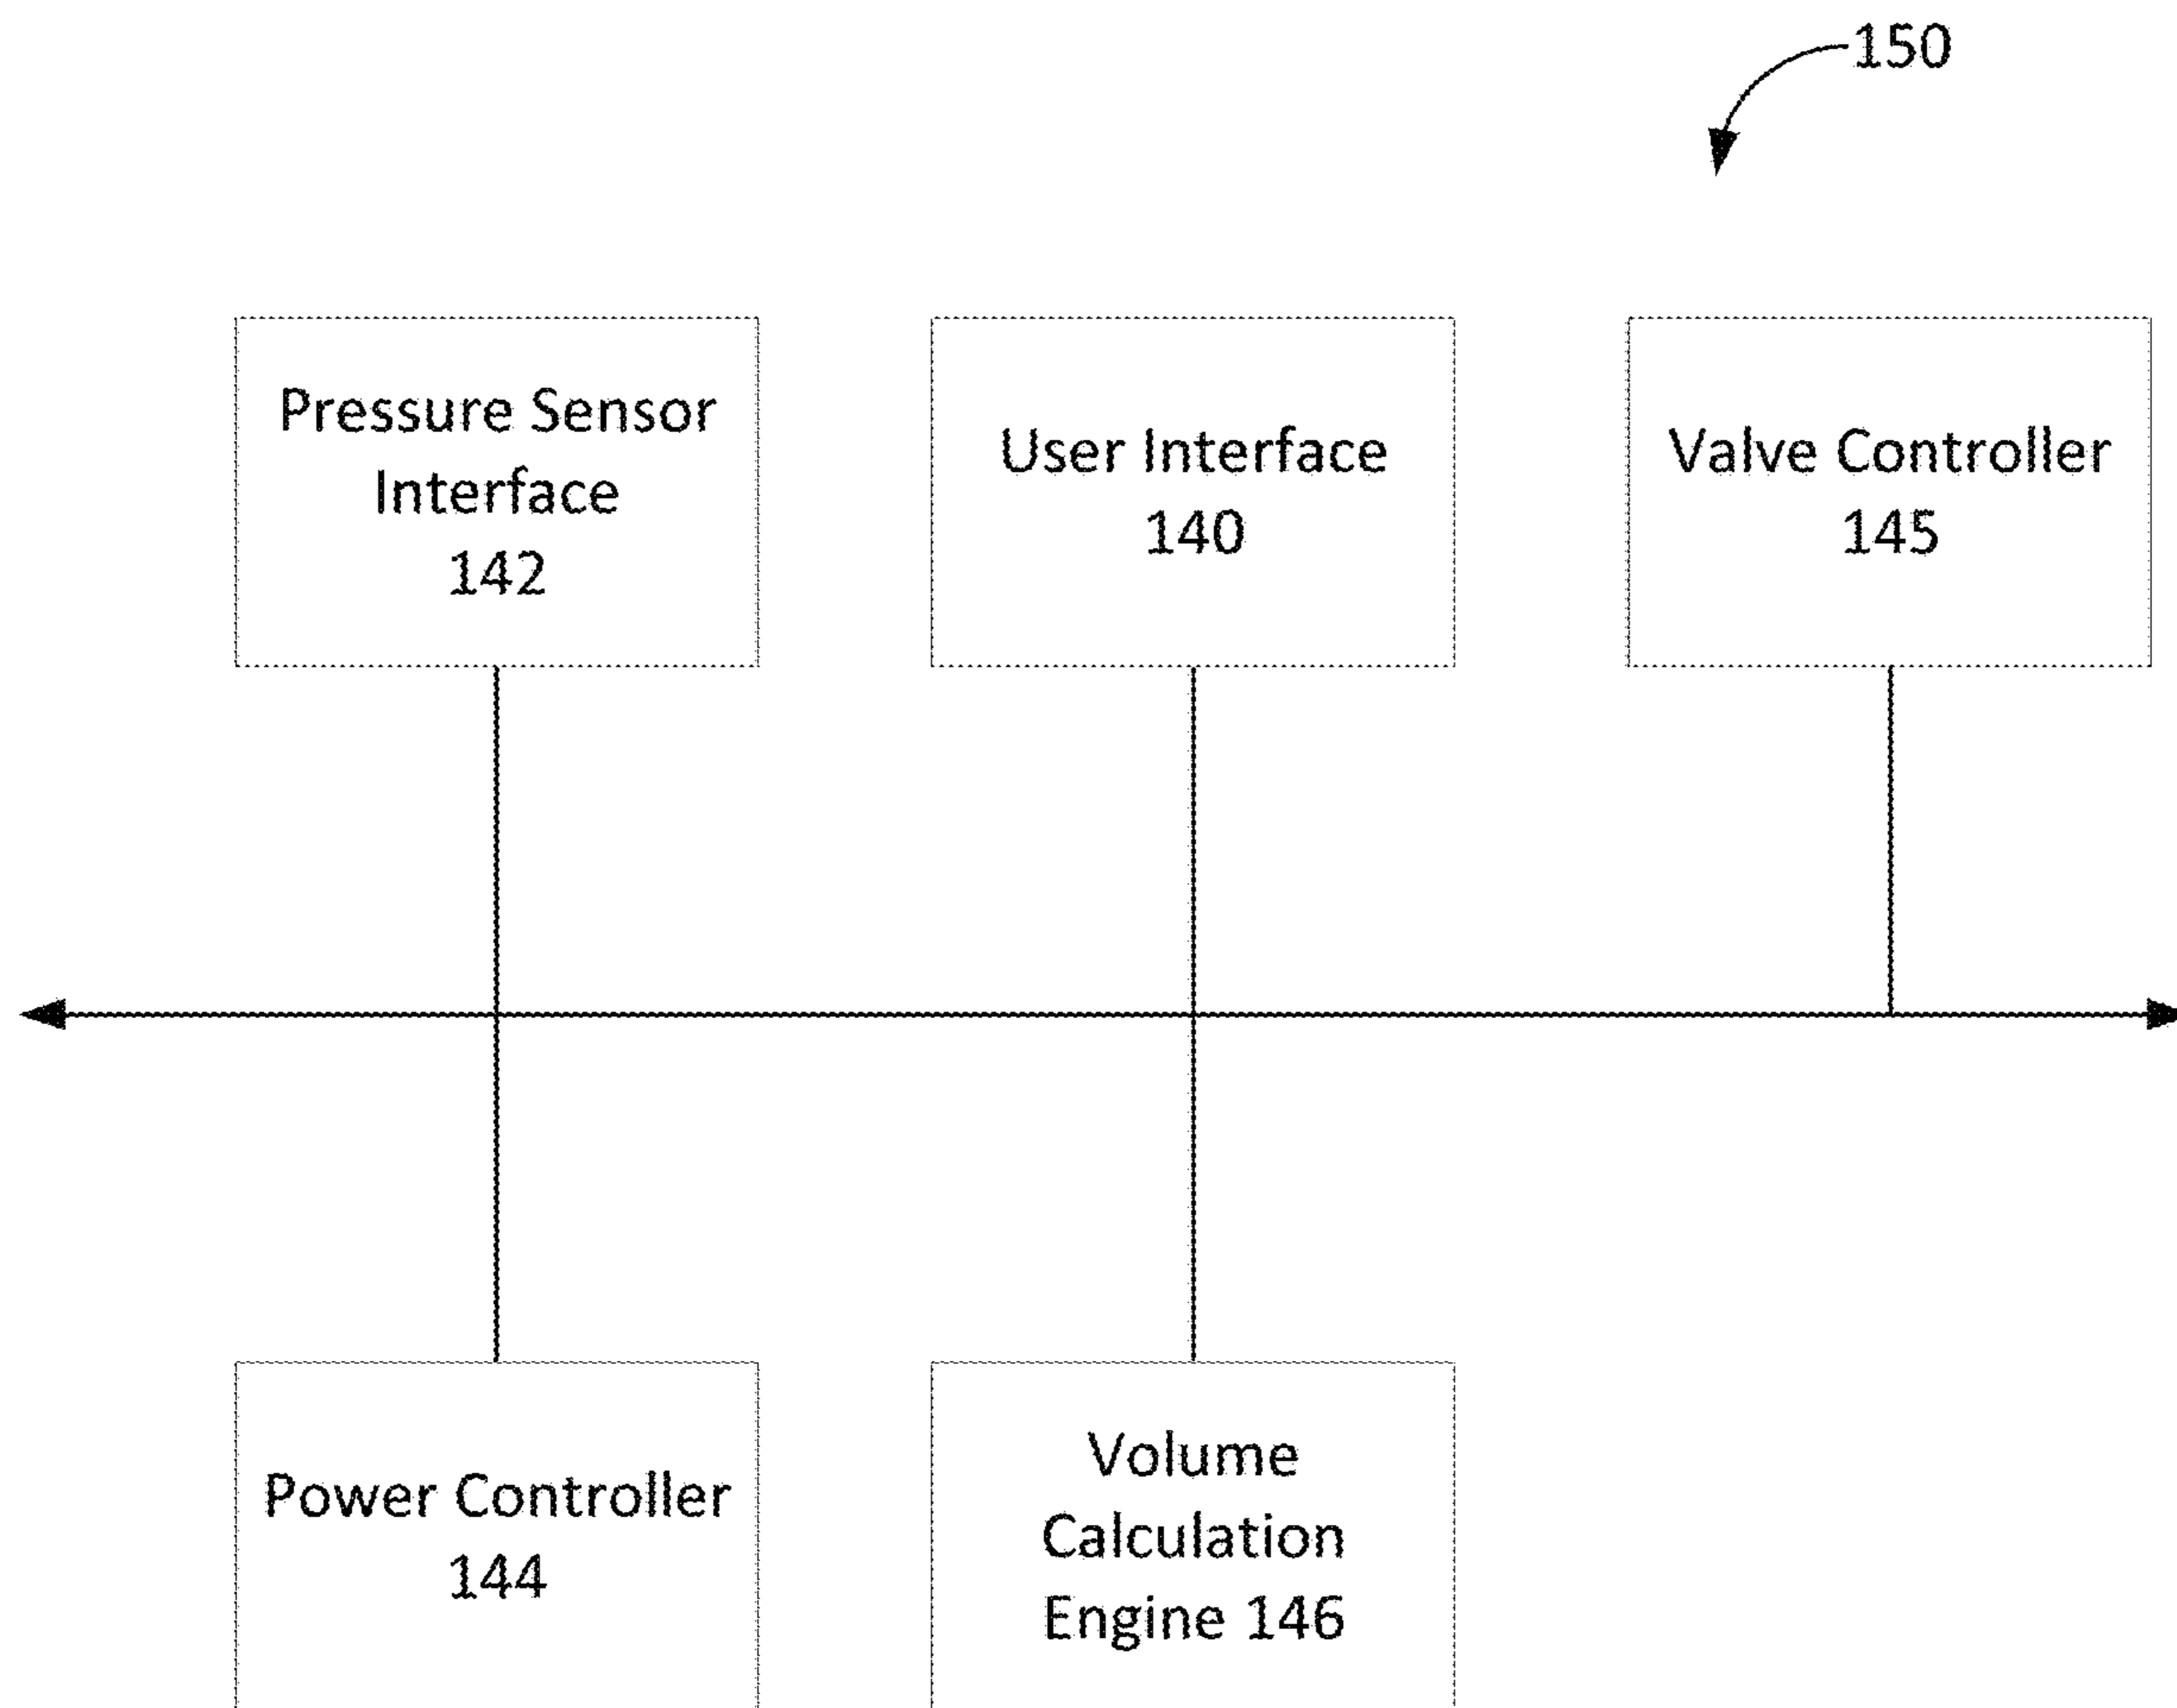 150
Pressure Sensor
Interface
142
User Interface
140
Valve Controller
145
Power Controller
144
Volume
Calculation
Engine 146